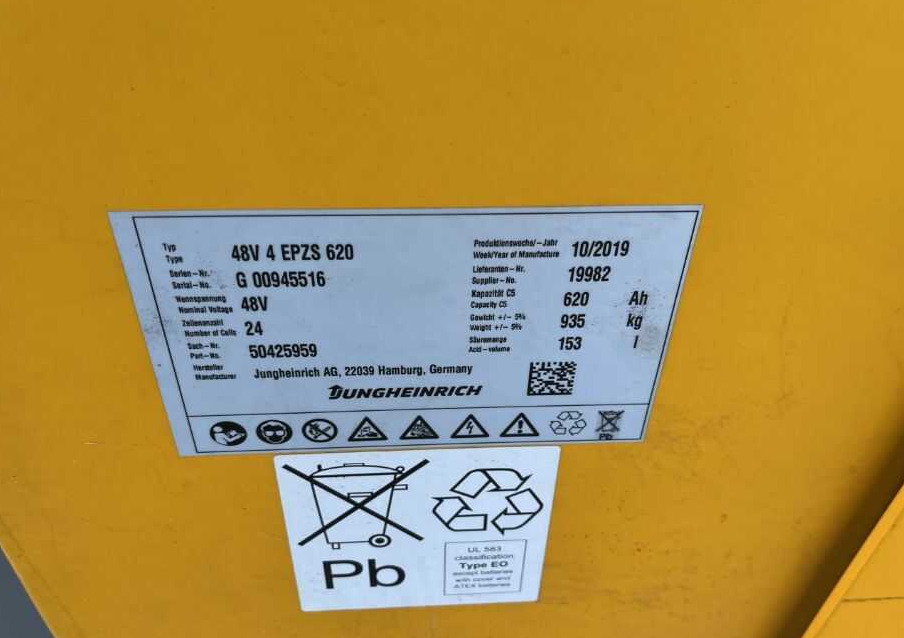 Typ
Type 48V 4 EPZS 620
Serien-Nr.
Serial-No. G 00945516
Nennspannung
Nominal Voltage 48V
Zellenanzahl
Number of Cells 24
Sach-Nr.
Part-No. 50425959
Hersteller
Manufacturer Jungheinrich AG, 22039 Hamburg, Germany
Produktionswoche/-Jahr
Week/Year of Manufacture 10/2019
Lieferanten-Nr.
Supplier-No. 19982
Kapazität C5
Capacity C5 620 Ah
Gewicht +/- 5%
Weight +/- 5% 935 kg
Säuremenge
Acid-volume 153 l
JUNGHEINRICH
Pb
Pb
UL 583
classification
Type EO
except batteries
with cover and
ATEX batteries